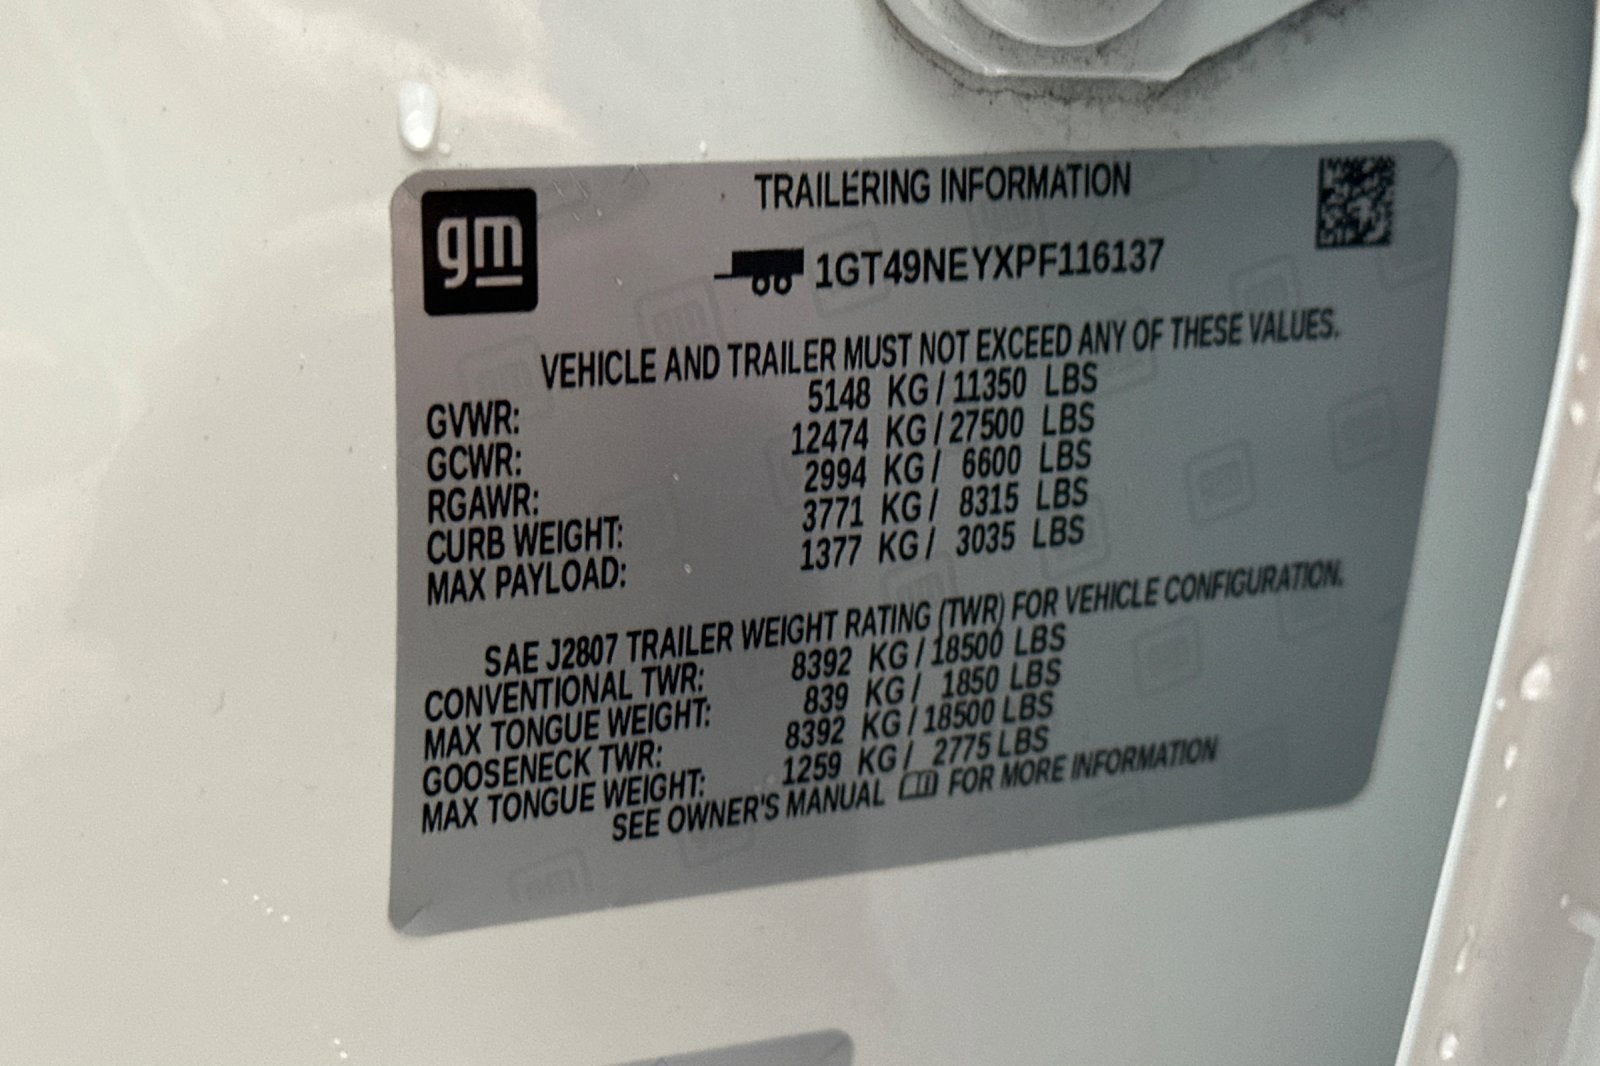 gm
TRAILERING INFORMATION
1GT49NEYXPF116137
VEHICLE AND TRAILER MUST NOT EXCEED ANY OF THESE VALUES.
GVWR: 5148 KG / 11350 LBS
GCWR: 12474 KG / 27500 LBS
RGAWR: 2994 KG / 6600 LBS
CURB WEIGHT: 3771 KG / 8315 LBS
MAX PAYLOAD: 1377 KG / 3035 LBS
SAE J2807 TRAILER WEIGHT RATING (TWR) FOR VEHICLE CONFIGURATION.
CONVENTIONAL TWR: 8392 KG / 18500 LBS
MAX TONGUE WEIGHT: 839 KG / 1850 LBS
GOOSENECK TWR: 8392 KG / 18500 LBS
MAX TONGUE WEIGHT: 1259 KG / 2775 LBS
SEE OWNER'S MANUAL FOR MORE INFORMATION